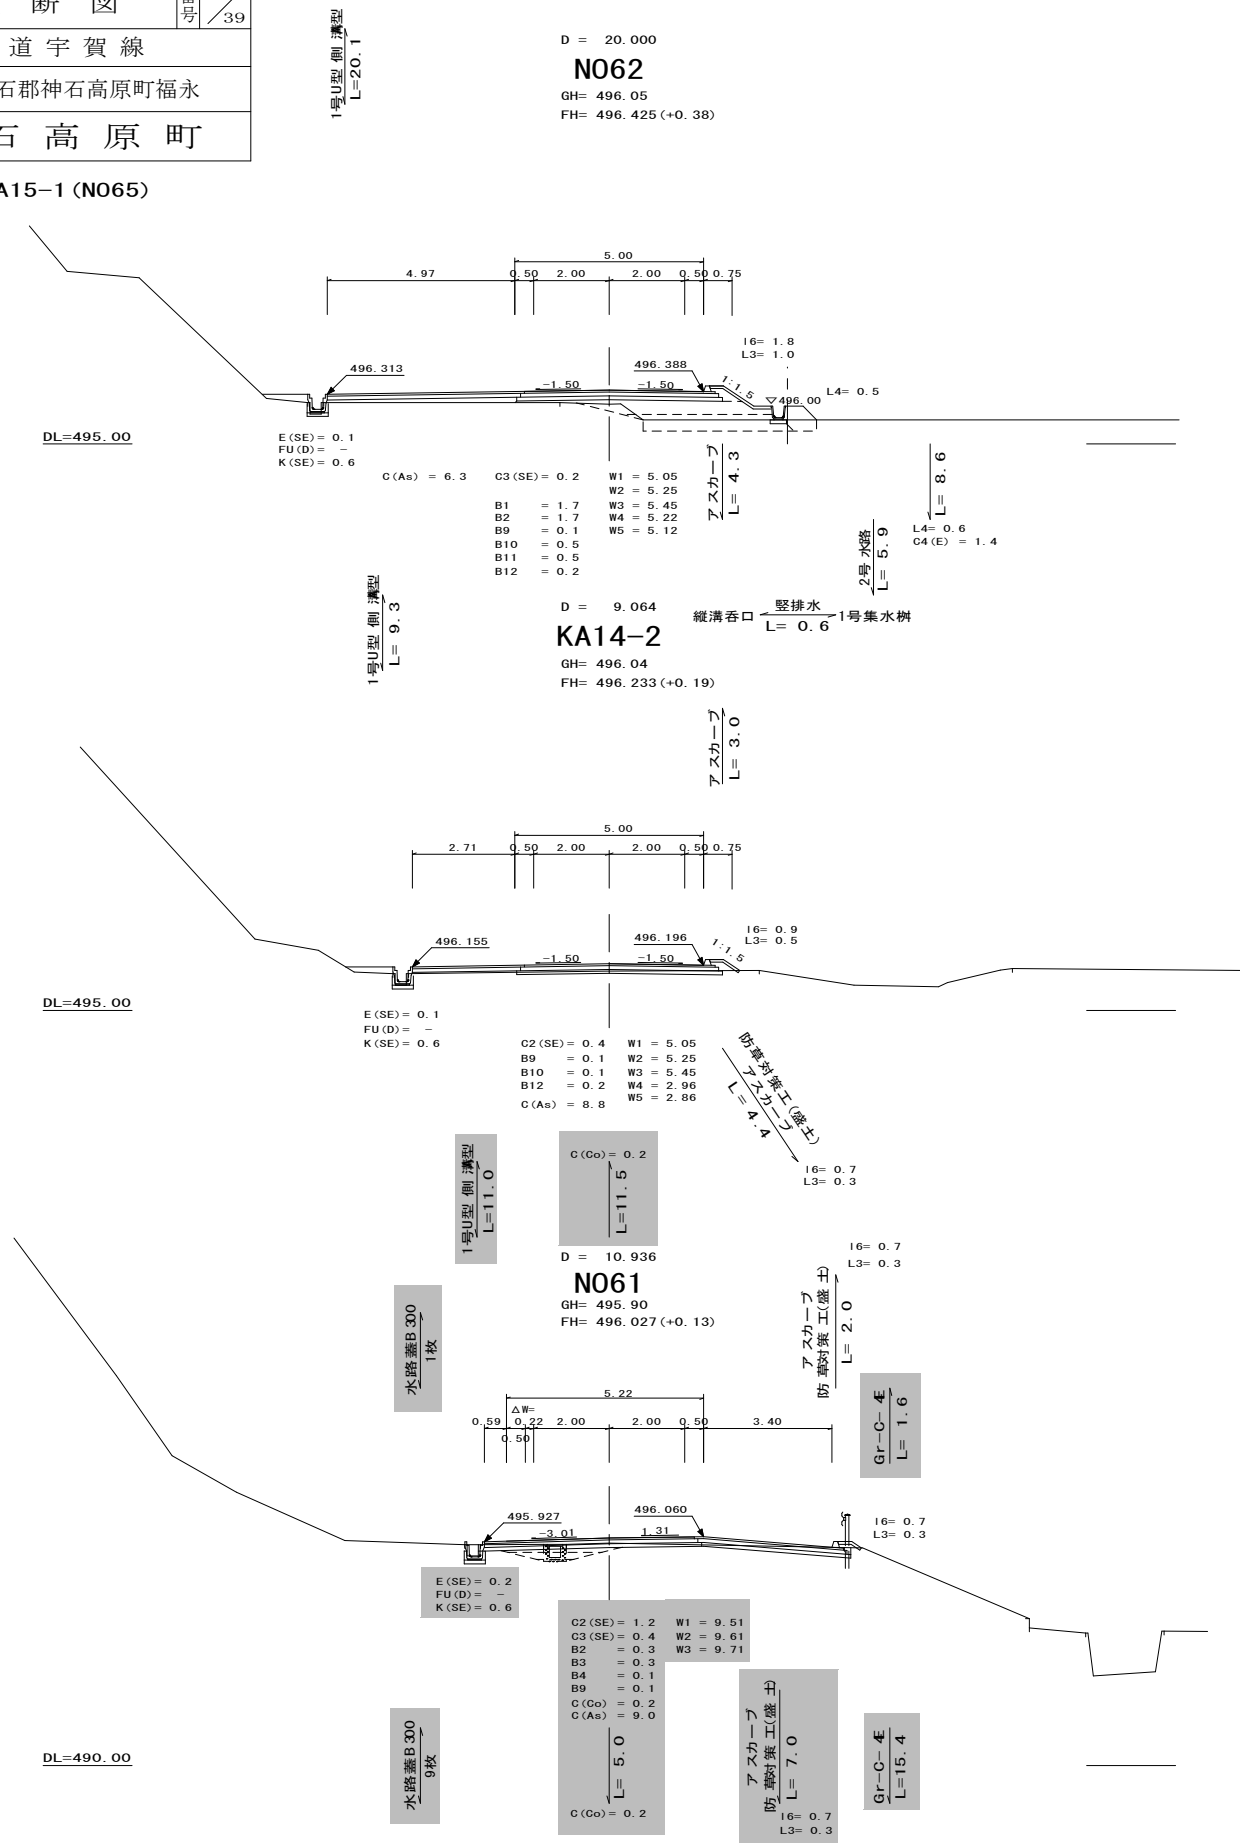 断 図
号
39
道 宇 賀 線
石郡神石高原町福永
石 高 原 町
A15-1(NO65)
1号U型側溝型
L=20.1
D = 20.000
NO62
GH= 496.05
FH= 496.425(+0.38)
5.00
4.97
0.50
2.00
2.00
0.50
0.75
l6= 1.8
L3= 1.0
496.313
496.388
-1.50
-1.50
1:1.5
▽496.00
L4= 0.5
DL=495.00
E(SE)= 0.1
FU(D)= -
K(SE)= 0.6
C(As) = 6.3
C3(SE)= 0.2
B1 = 1.7
B2 = 1.7
B9 = 0.1
B10 = 0.5
B11 = 0.5
B12 = 0.2
W1 = 5.05
W2 = 5.25
W3 = 5.45
W4 = 5.22
W5 = 5.12
アスカーブ
L= 4.3
L= 8.6
L4= 0.6
C4(E) = 1.4
2号水路
L= 5.9
1号U型側溝型
L= 9.3
D = 9.064
KA14-2
GH= 496.04
FH= 496.233(+0.19)
縦溝呑口
竪排水
L= 0.6
1号集水桝
アスカーブ
L= 3.0
5.00
2.71
0.50
2.00
2.00
0.50
0.75
496.155
496.196
-1.50
-1.50
1:1.5
l6= 0.9
L3= 0.5
DL=495.00
E(SE)= 0.1
FU(D)= -
K(SE)= 0.6
C2(SE)= 0.4
B9 = 0.1
B10 = 0.1
B12 = 0.2
C(As) = 8.8
W1 = 5.05
W2 = 5.25
W3 = 5.45
W4 = 2.96
W5 = 2.86
防草対策工(盛土)
アスカーブ
L= 4.4
l6= 0.7
L3= 0.3
1号U型側溝型
L=11.0
C(Co)= 0.2
L=11.5
D = 10.936
NO61
GH= 495.90
FH= 496.027(+0.13)
l6= 0.7
L3= 0.3
アスカーブ
防草対策工(盛土)
L= 2.0
水路蓋B300
1枚
Gr-C-4E
L= 1.6
5.22
△W=
0.59
0.22
2.00
2.00
0.50
3.40
0.50
495.927
496.060
-3.01
1.31
l6= 0.7
L3= 0.3
E(SE)= 0.2
FU(D)= -
K(SE)= 0.6
C2(SE)= 1.2
C3(SE)= 0.4
B2 = 0.3
B3 = 0.3
B4 = 0.1
B9 = 0.1
C(Co) = 0.2
C(As) = 9.0
W1 = 9.51
W2 = 9.61
W3 = 9.71
L= 5.0
C(Co)= 0.2
DL=490.00
水路蓋B300
9枚
アスカーブ
防草対策工(盛土)
L= 7.0
l6= 0.7
L3= 0.3
Gr-C-4E
L=15.4